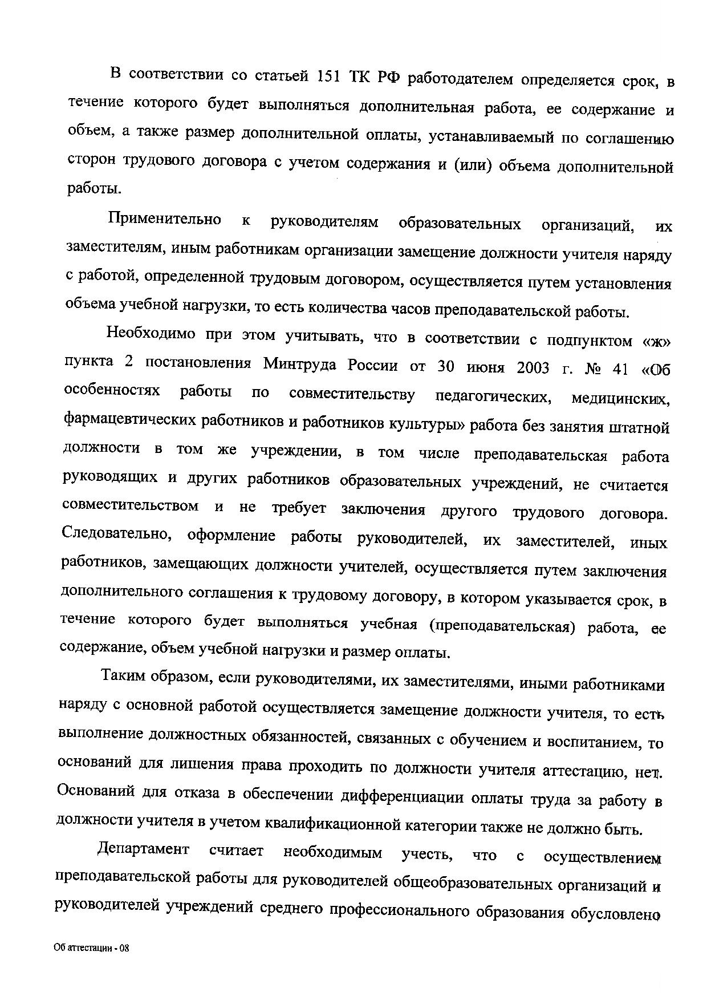 В соответствии со статьей 151 ТК РФ работодателем определяется срок, в
течение которого будет выполняться дополнительная работа, ее содержание и
объем, а также размер дополнительной оплаты, устанавливаемый по соглашению
сторон трудового договора с учетом содержания и (или) объема дополнительной
работы.
Применительно к руководителям образовательных организаций, их
заместителям, иным работникам организации замещение должности учителя наряду
с работой, определенной трудовым договором, осуществляется путем установления
объема учебной нагрузки, то есть количества часов преподавательской работы.
Необходимо при этом учитывать, что в соответствии с подпунктом «ж»
пункта 2 постановления Минтруда России от 30 июня 2003 г. № 41 «Об
особенностях работы по совместительству педагогических, медицинских,
фармацевтических работников и работников культуры» работа без занятия штатной
должности в том же учреждении, в том числе преподавательская работа
руководящих и других работников образовательных учреждений, не считается
совместительством и не требует заключения другого трудового договора.
Следовательно, оформление работы руководителей, их заместителей, иных
работников, замещающих должности учителей, осуществляется путем заключения
дополнительного соглашения к трудовому договору, в котором указывается срок, в
течение которого будет выполняться учебная (преподавательская) работа, ее
содержание, объем учебной нагрузки и размер оплаты.
Таким образом, если руководителями, их заместителями, иными работниками
наряду с основной работой осуществляется замещение должности учителя, то есть
выполнение должностных обязанностей, связанных с обучением и воспитанием, то
оснований для лишения права проходить по должности учителя аттестацию, нет.
Оснований для отказа в обеспечении дифференциации оплаты труда за работу в
должности учителя в учетом квалификационной категории также не должно быть.
Департамент считает необходимым учесть, что с осуществлением
преподавательской работы для руководителей общеобразовательных организаций и
руководителей учреждений среднего профессионального образования обусловлено
Об аттестации - 08